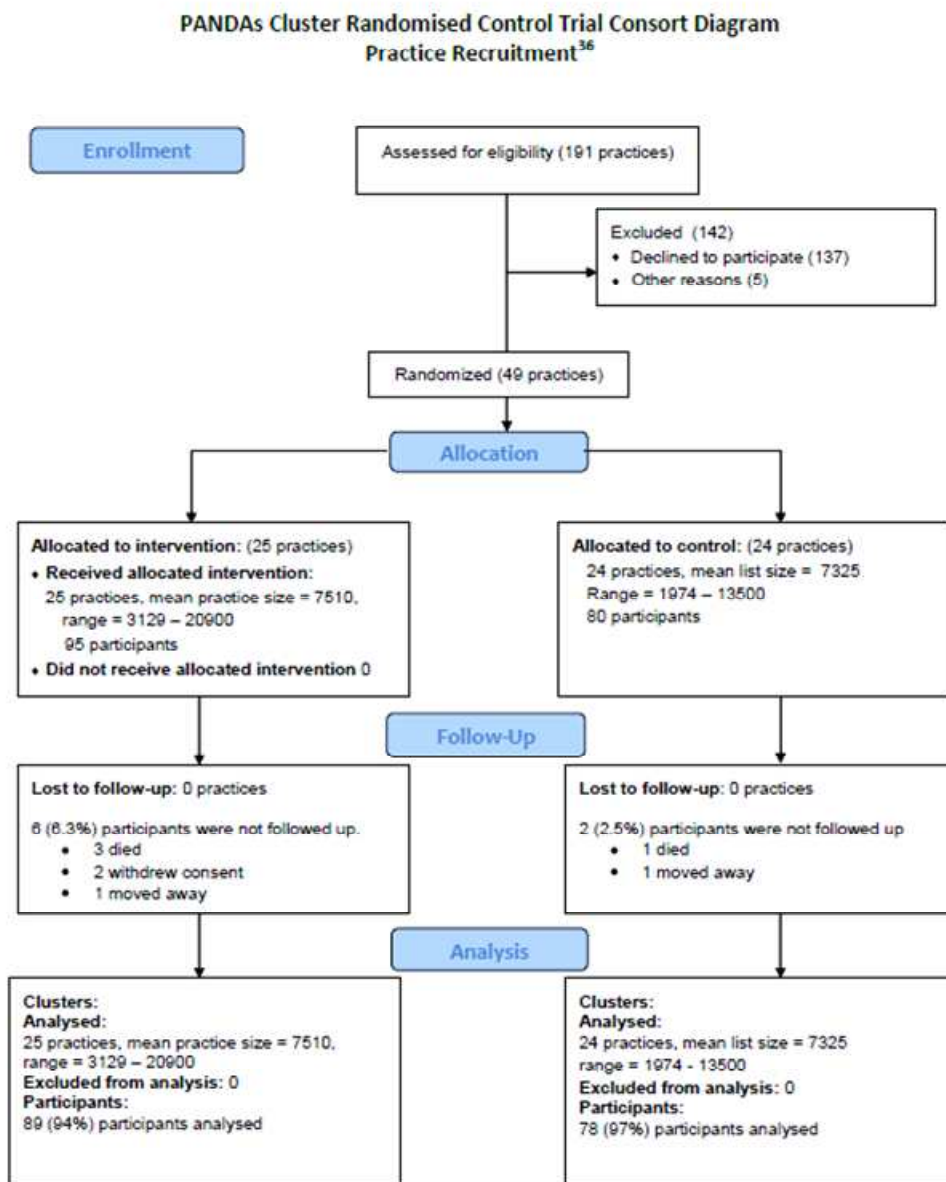 PANDAs Cluster Randomised Control Trial Consort Diagram
Practice Recruitment36
Enrollment
Assessed for eligibility (191 practices)
Excluded (142)
• Declined to participate (137)
• Other reasons (5)
Randomized (49 practices)
Allocation
Allocated to intervention: (25 practices)
• Received allocated intervention:
25 practices, mean practice size = 7510,
range = 3129 – 20900
95 participants
• Did not receive allocated intervention 0
Allocated to control: (24 practices)
24 practices, mean list size = 7325
Range = 1974 – 13500
80 participants
Follow-Up
Lost to follow-up: 0 practices
6 (6.3%) participants were not followed up.
• 3 died
• 2 withdrew consent
• 1 moved away
Lost to follow-up: 0 practices
2 (2.5%) participants were not followed up
• 1 died
• 1 moved away
Analysis
Clusters:
Analysed:
25 practices, mean practice size = 7510,
range = 3129 – 20900
Excluded from analysis: 0
Participants:
89 (94%) participants analysed
Clusters:
Analysed:
24 practices, mean list size = 7325
range = 1974 - 13500
Excluded from analysis: 0
Participants:
78 (97%) participants analysed